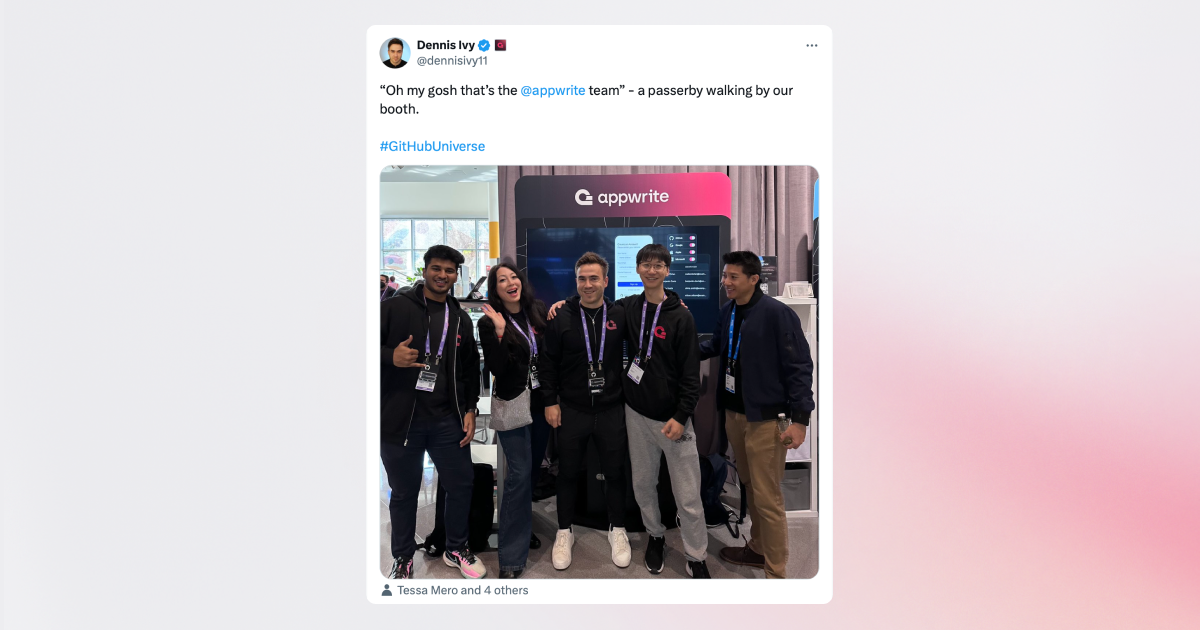 Dennis Ivy
@dennisivy11
“Oh my gosh that’s the @appwrite team” - a passerby walking by our
booth.
#GitHubUniverse
appwrite
Tessa Mero and 4 others